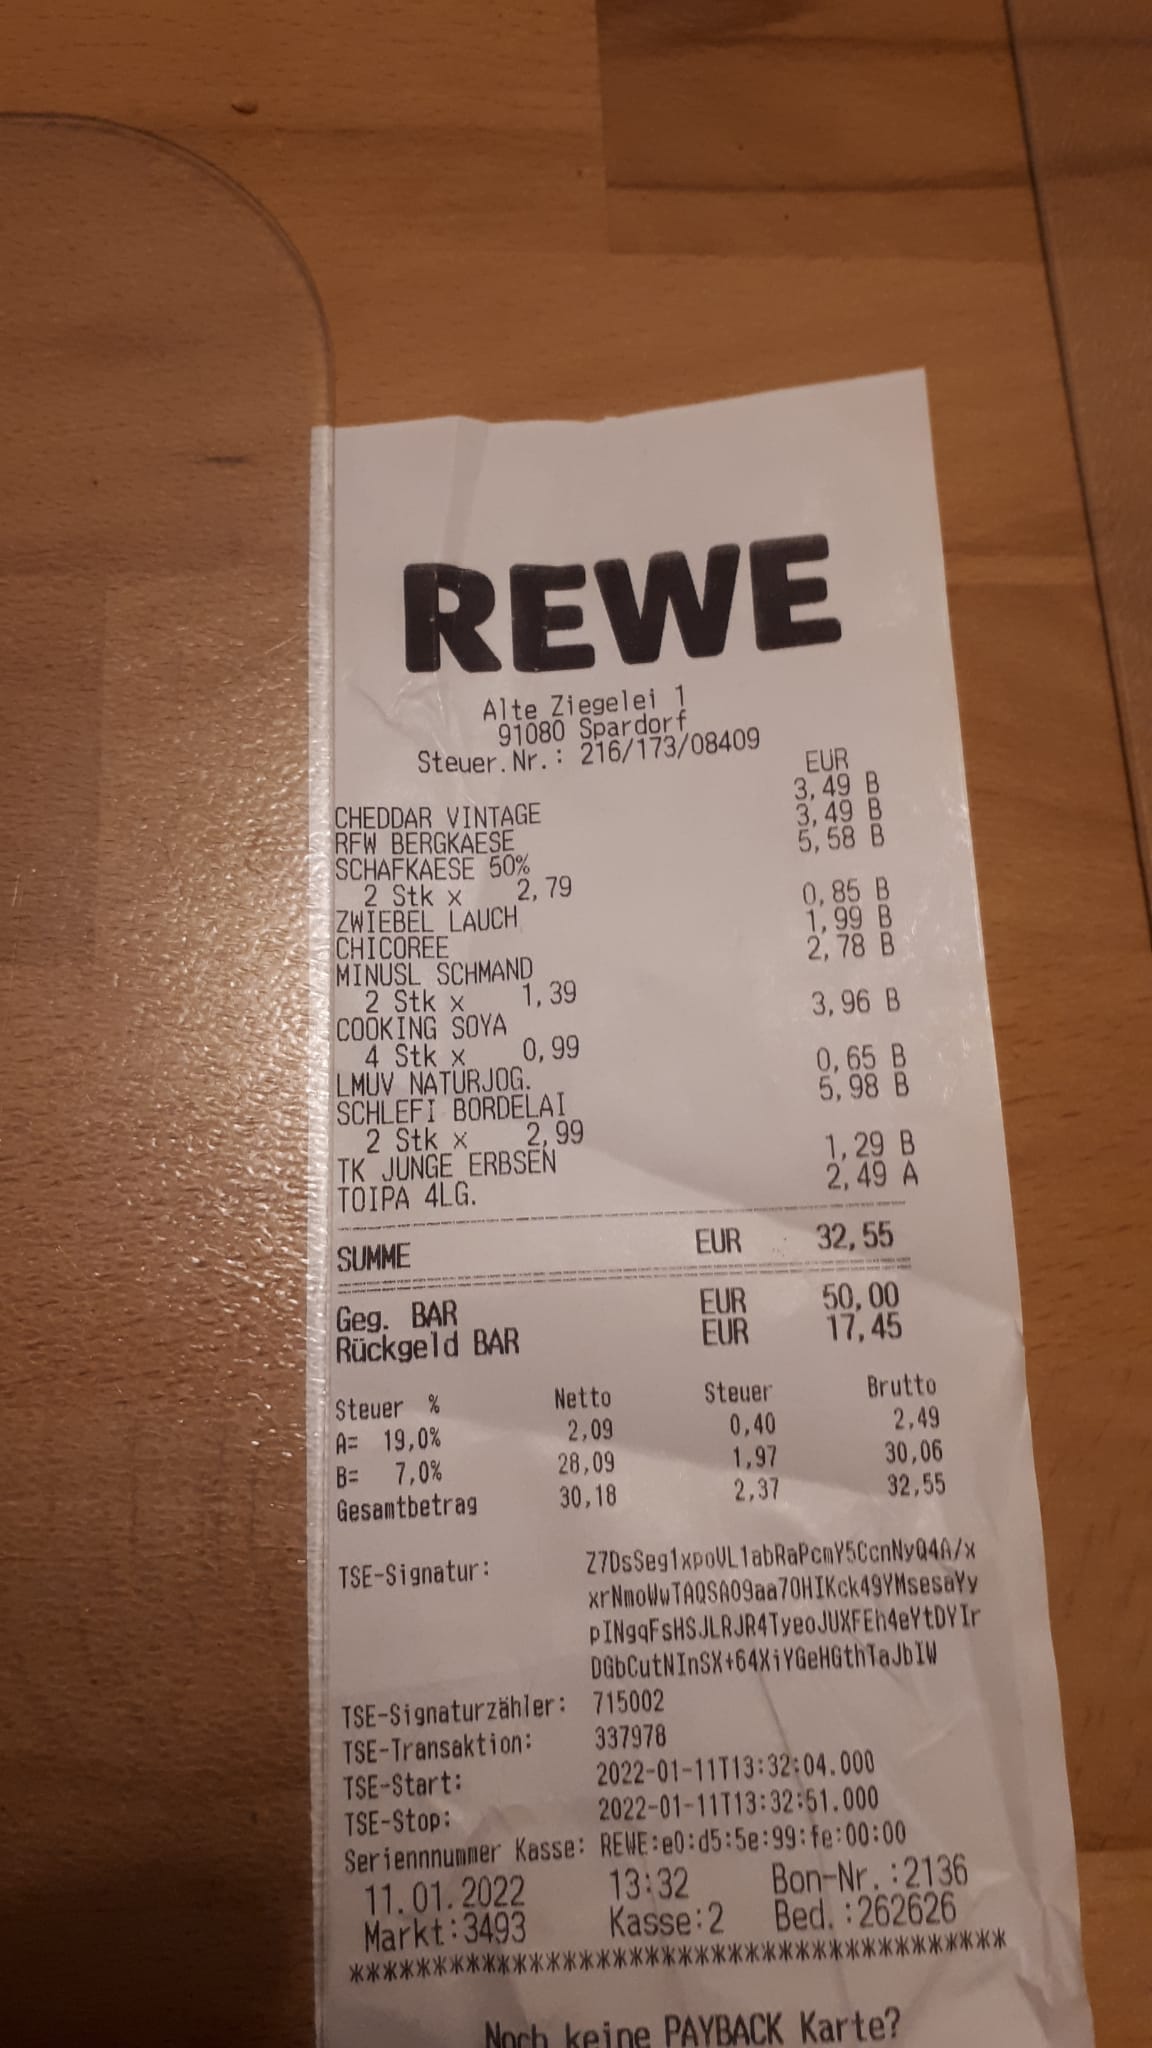 REWE
Alte Ziegelei 1
91080 Spardorf
Steuer.Nr.: 216/173/08409
EUR
CHEDDAR VINTAGE 3,49 B
RFW BERGKAESE 3,49 B
SCHAFKAESE 50% 5,58 B
2 Stk x 2,79
ZWIEBEL LAUCH 0,85 B
CHICOREE 1,99 B
MINUSL SCHMAND 2,78 B
2 Stk x 1,39
COOKING SOYA 3,96 B
4 Stk x 0,99
LMUV NATURJOG. 0,65 B
SCHLEFI BORDELAI 5,98 B
2 Stk x 2,99
TK JUNGE ERBSEN 1,29 B
TOIPA 4LG. 2,49 A
SUMME EUR 32,55
Geg. BAR EUR 50,00
Rückgeld BAR EUR 17,45
Steuer % Netto Steuer Brutto
A= 19,0% 2,09 0,40 2,49
B= 7,0% 28,09 1,97 30,06
Gesamtbetrag 30,18 2,37 32,55
TSE-Signatur: Z7DsSeg1xpoVL1abRaPcmY5CcnNyQ4A/x
xrNmoWwTAQSA09aa70HIKck49YMsesaYy
pINgqFsHSJLRJR4TyeoJUXFEh4eYtDYIr
DGbCutNInSX+64XiYGeHGthTaJbIW
TSE-Signaturzähler: 715002
TSE-Transaktion: 337978
TSE-Start: 2022-01-11T13:32:04.000
TSE-Stop: 2022-01-11T13:32:51.000
Seriennnummer Kasse: REWE:e0:d5:5e:99:fe:00:00
11.01.2022 13:32 Bon-Nr.:2136
Markt:3493 Kasse:2 Bed.:262626
****************************************
Noch keine PAYBACK Karte?